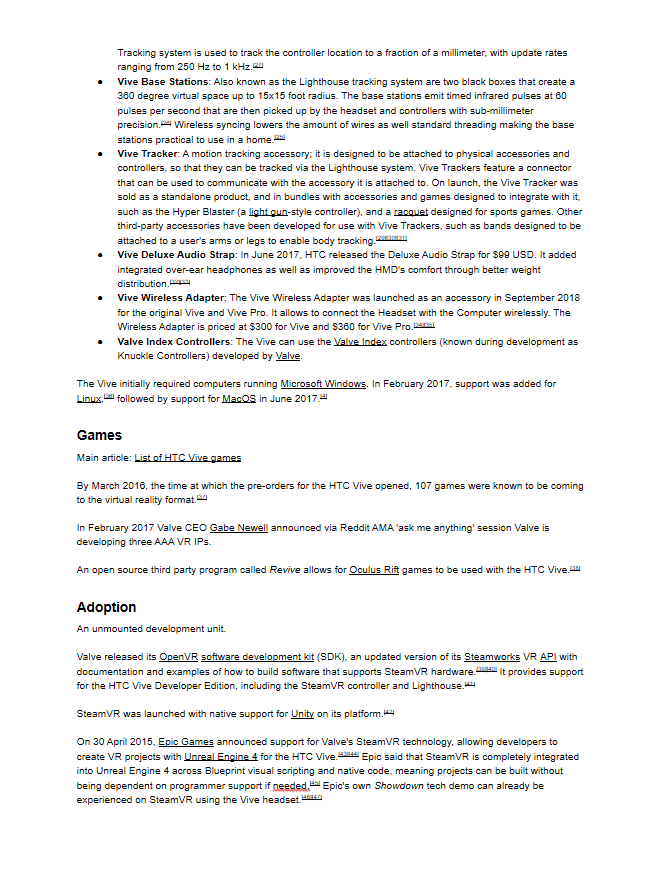 Tracking system is used to track the controller location to a fraction of a millimeter, with update rates
ranging from 250 Hz to 1 kHz.[27]
● Vive Base Stations: Also known as the Lighthouse tracking system are two black boxes that create a
360 degree virtual space up to 15x15 foot radius. The base stations emit timed infrared pulses at 60
pulses per second that are then picked up by the headset and controllers with sub-millimeter
precision.[28] Wireless syncing lowers the amount of wires as well standard threading making the base
stations practical to use in a home.[25]
● Vive Tracker: A motion tracking accessory; it is designed to be attached to physical accessories and
controllers, so that they can be tracked via the Lighthouse system. Vive Trackers feature a connector
that can be used to communicate with the accessory it is attached to. On launch, the Vive Tracker was
sold as a standalone product, and in bundles with accessories and games designed to integrate with it,
such as the Hyper Blaster (a light gun-style controller), and a racquet designed for sports games. Other
third-party accessories have been developed for use with Vive Trackers, such as bands designed to be
attached to a user's arms or legs to enable body tracking.[29][30][31]
● Vive Deluxe Audio Strap: In June 2017, HTC released the Deluxe Audio Strap for $99 USD. It added
integrated over-ear headphones as well as improved the HMD's comfort through better weight
distribution.[32][33]
● Vive Wireless Adapter: The Vive Wireless Adapter was launched as an accessory in September 2018
for the original Vive and Vive Pro. It allows to connect the Headset with the Computer wirelessly. The
Wireless Adapter is priced at $300 for Vive and $360 for Vive Pro.[34][35]
● Valve Index Controllers: The Vive can use the Valve Index controllers (known during development as
Knuckle Controllers) developed by Valve.
The Vive initially required computers running Microsoft Windows. In February 2017, support was added for
Linux,[36] followed by support for MacOS in June 2017.[4]
Games
Main article: List of HTC Vive games
By March 2016, the time at which the pre-orders for the HTC Vive opened, 107 games were known to be coming
to the virtual reality format.[37]
In February 2017 Valve CEO Gabe Newell announced via Reddit AMA 'ask me anything' session Valve is
developing three AAA VR IPs.
An open source third party program called Revive allows for Oculus Rift games to be used with the HTC Vive.[38]
Adoption
An unmounted development unit.
Valve released its OpenVR software development kit (SDK), an updated version of its Steamworks VR API with
documentation and examples of how to build software that supports SteamVR hardware.[39][40] It provides support
for the HTC Vive Developer Edition, including the SteamVR controller and Lighthouse.[41]
SteamVR was launched with native support for Unity on its platform.[42]
On 30 April 2015, Epic Games announced support for Valve's SteamVR technology, allowing developers to
create VR projects with Unreal Engine 4 for the HTC Vive.[43][44] Epic said that SteamVR is completely integrated
into Unreal Engine 4 across Blueprint visual scripting and native code, meaning projects can be built without
being dependent on programmer support if needed.[45] Epic's own Showdown tech demo can already be
experienced on SteamVR using the Vive headset.[46][47]